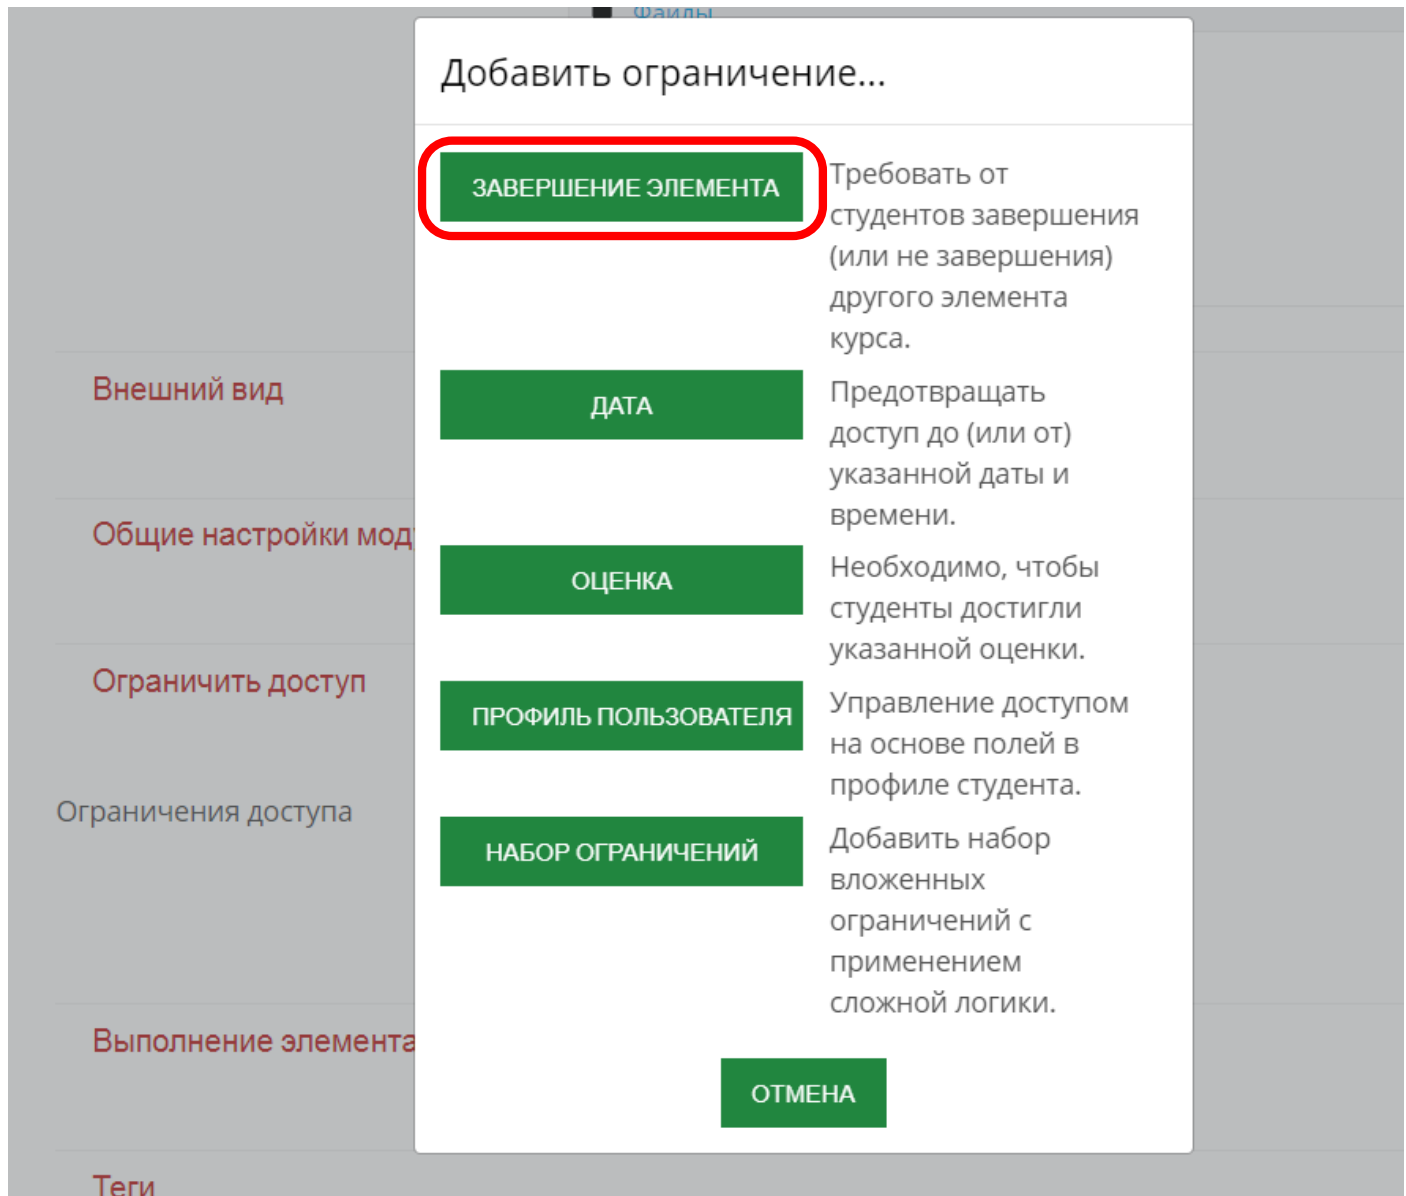 Файлы
Добавить ограничение...
ЗАВЕРШЕНИЕ ЭЛЕМЕНТА
Требовать от
студентов завершения
(или не завершения)
другого элемента
курса.
Внешний вид
ДАТА
Предотвращать
доступ до (или от)
указанной даты и
времени.
Общие настройки мод
ОЦЕНКА
Необходимо, чтобы
студенты достигли
указанной оценки.
Ограничить доступ
ПРОФИЛЬ ПОЛЬЗОВАТЕЛЯ
Управление доступом
на основе полей в
профиле студента.
Ограничения доступа
НАБОР ОГРАНИЧЕНИЙ
Добавить набор
вложенных
ограничений с
применением
сложной логики.
Выполнение элемента
ОТМЕНА
Теги